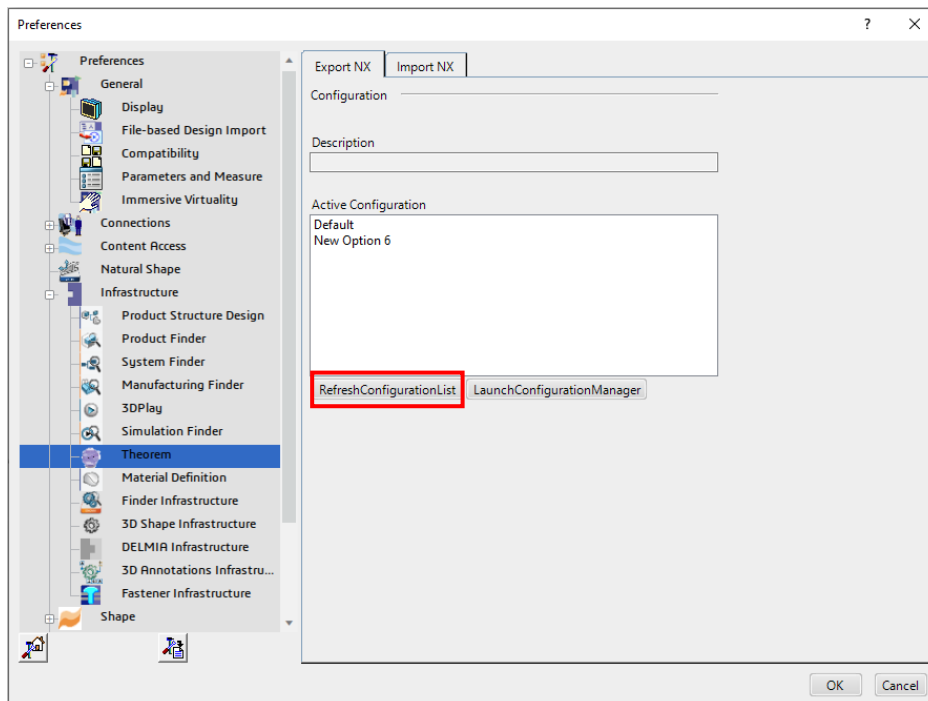 Preferences
?
Preferences
General
Display
File-based Design Import
Compatibility
Parameters and Measure
Immersive Virtuality
Connections
Content Access
Natural Shape
Infrastructure
Product Structure Design
Product Finder
System Finder
Manufacturing Finder
3DPlay
Simulation Finder
Theorem
Material Definition
Finder Infrastructure
3D Shape Infrastructure
DELMIA Infrastructure
3D Annotations Infrastru...
Fastener Infrastructure
Shape
Export NX
Import NX
Configuration
Description
Active Configuration
Default
New Option 6
RefreshConfigurationList
LaunchConfigurationManager
OK
Cancel